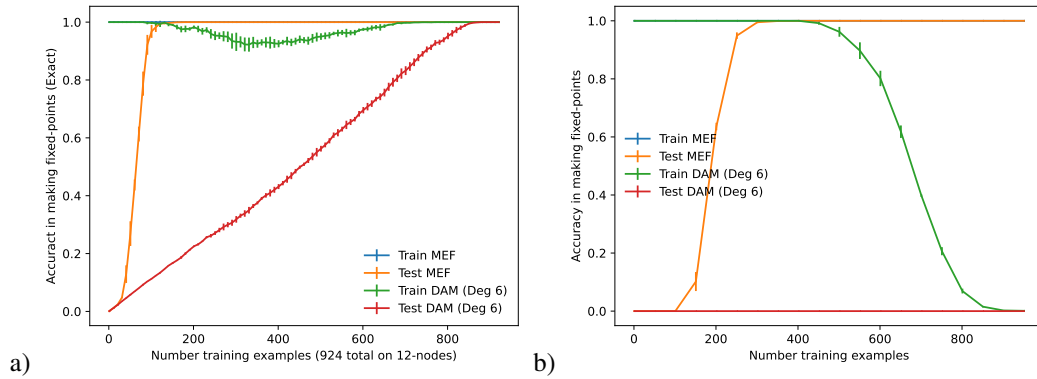 Accuract in making fixed-points (Exact)
1.0
0.8
0.6
0.4
0.2
0.0
Train MEF
Test MEF
Train DAM (Deg 6)
Test DAM (Deg 6)
0 200 400 600 800
Number training examples (924 total on 12-nodes)
a)
Accuracy in making fixed-points
1.0
0.8
0.6
0.4
0.2
0.0
Train MEF
Test MEF
Train DAM (Deg 6)
Test DAM (Deg 6)
0 200 400 600 800
Number training examples
b)